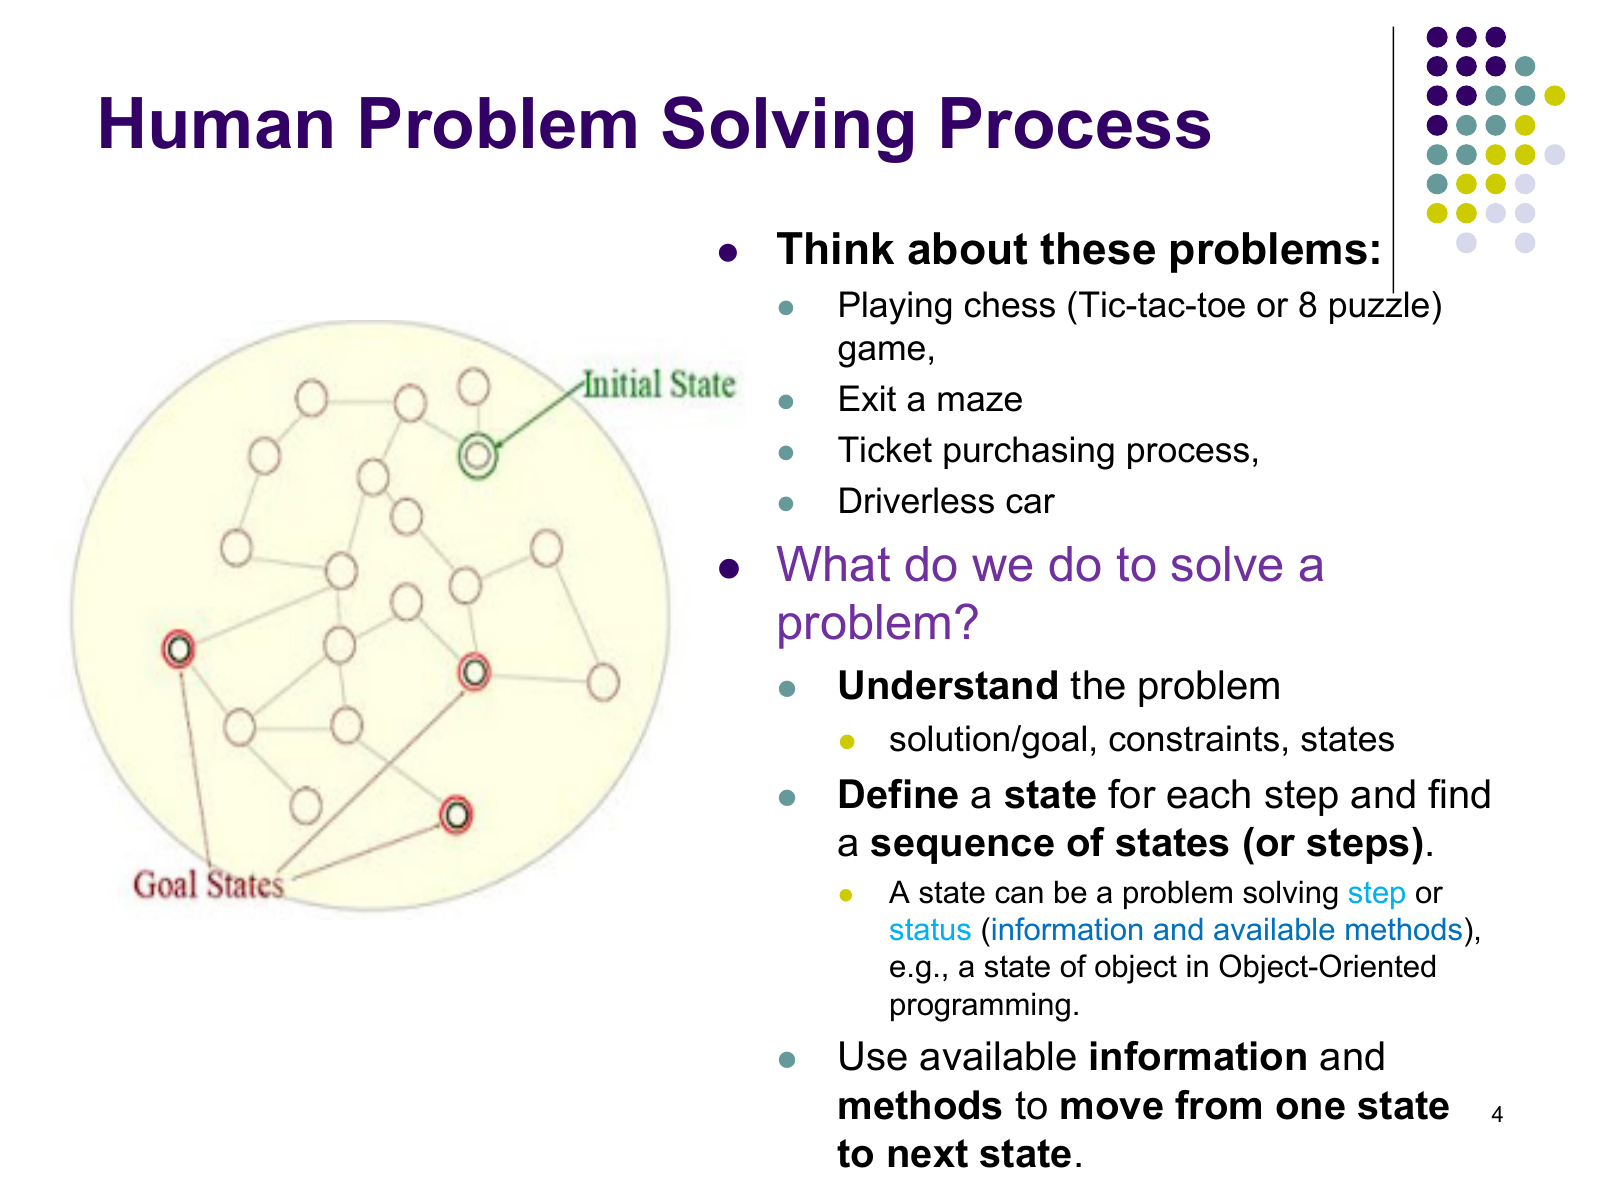 Human Problem Solving Process
Think about these problems:
Playing chess (Tic-tac-toe or 8 puzzle)
game,
Exit a maze
Ticket purchasing process,
Driverless car
What do we do to solve a
problem?
Understand the problem
solution/goal, constraints, states
Define a state for each step and find
a sequence of states (or steps).
A state can be a problem solving step or
status (information and available methods),
e.g., a state of object in Object-Oriented
programming.
Use available information and
methods to move from one state
to next state.
Initial State
Goal States
4